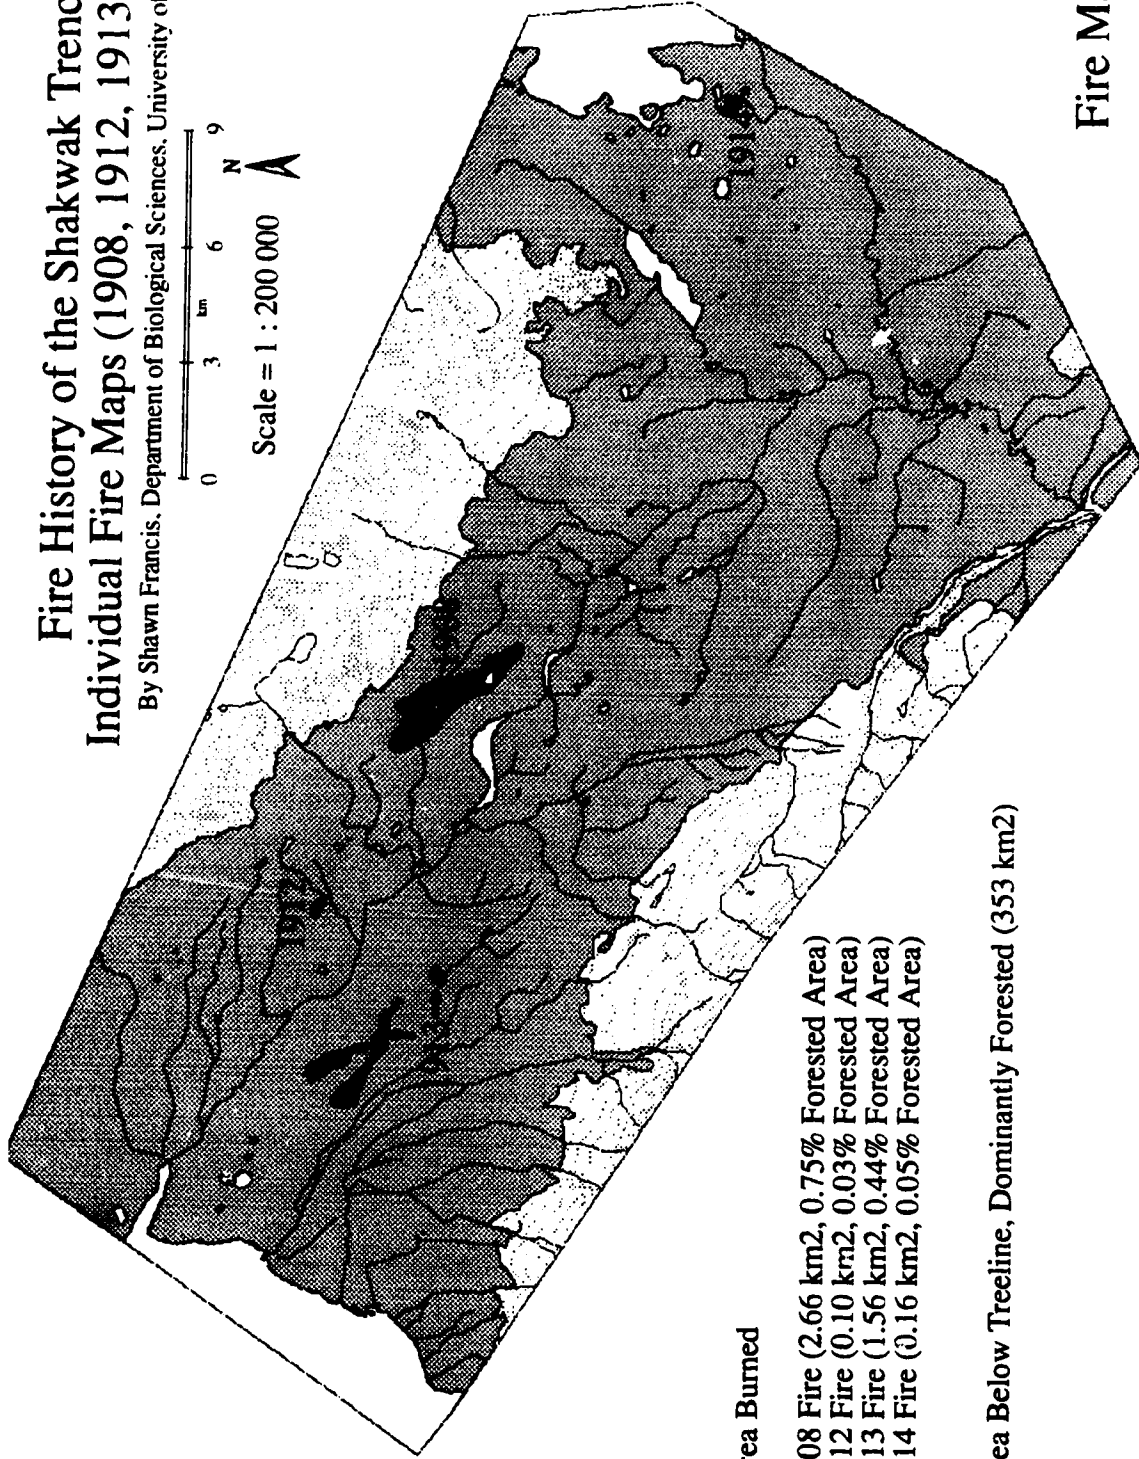 Fire History of the Shakwak Trenc
Individual Fire Maps (1908, 1912, 1913
By Shawn Francis, Department of Biological Sciences, University of
0 3 km 6 9
N
Scale = 1 : 200 000
1908
1912
1913
1914
rea Burned
08 Fire (2.66 km2, 0.75% Forested Area)
12 Fire (0.10 km2, 0.03% Forested Area)
13 Fire (1.56 km2, 0.44% Forested Area)
14 Fire (0.16 km2, 0.05% Forested Area)
ea Below Treeline, Dominantly Forested (353 km2)
Fire M